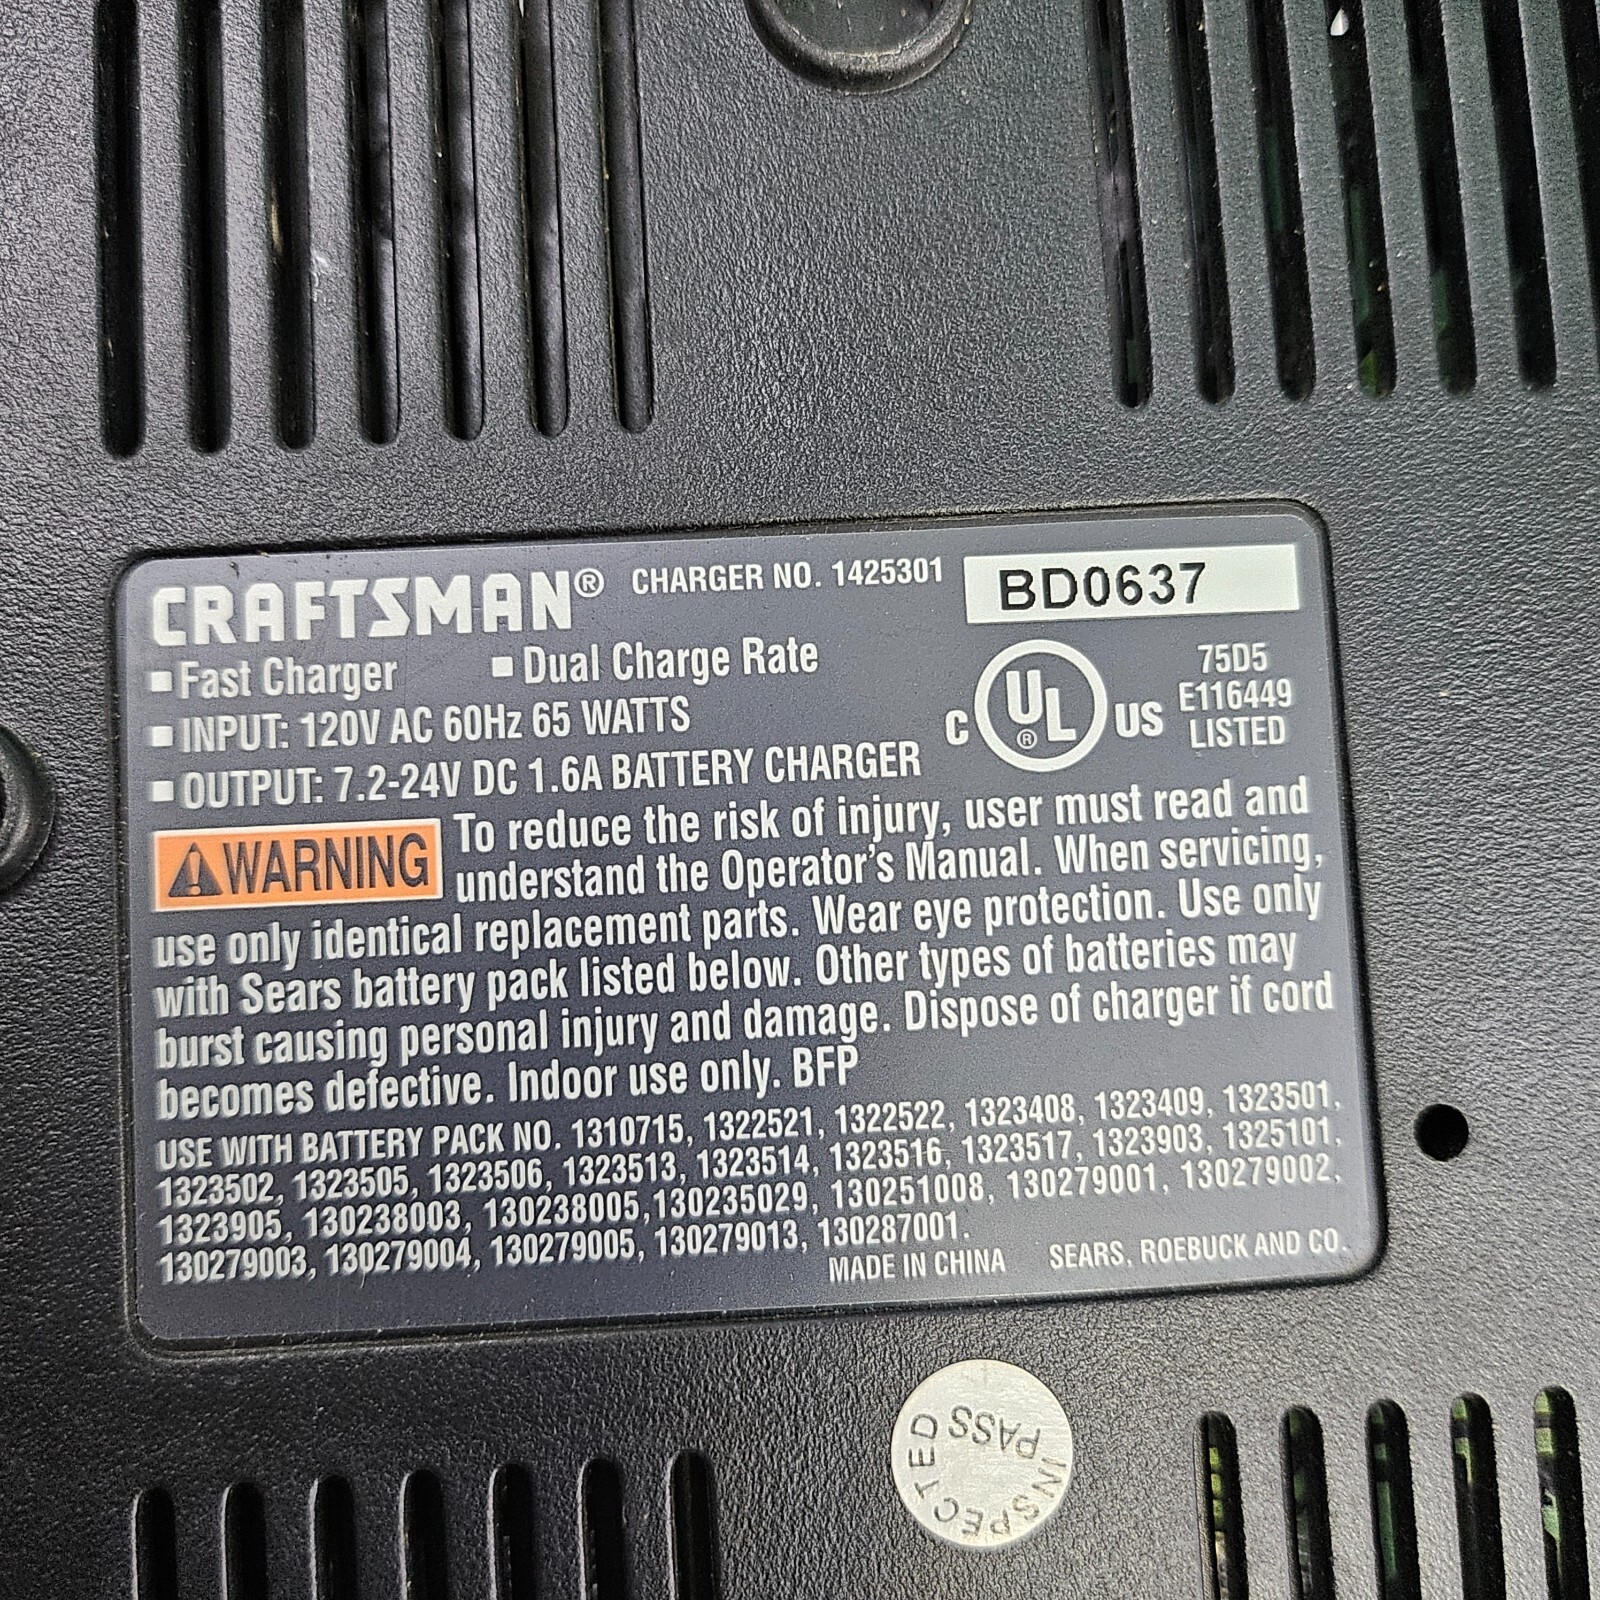 CRAFTSMAN® CHARGER NO. 1425301 BD0637
▪Fast Charger ▪Dual Charge Rate
▪INPUT: 120V AC 60Hz 65 WATTS
▪OUTPUT: 7.2-24V DC 1.6A BATTERY CHARGER
C UL® US
75D5
E116449
LISTED
⚠WARNING To reduce the risk of injury, user must read and
understand the Operator's Manual. When servicing,
use only identical replacement parts. Wear eye protection. Use only
with Sears battery pack listed below. Other types of batteries may
burst causing personal injury and damage. Dispose of charger if cord
becomes defective. Indoor use only. BFP
USE WITH BATTERY PACK NO. 1310715, 1322521, 1322522, 1323408, 1323409, 1323501,
1323502, 1323505, 1323506, 1323513, 1323514, 1323516, 1323517, 1323903, 1325101,
1323905, 130238003, 130238005,130235029, 130251008, 130279001, 130279002,
130279003, 130279004, 130279005, 130279013, 130287001.
MADE IN CHINA SEARS, ROEBUCK AND CO.
INSPECTED
PASS